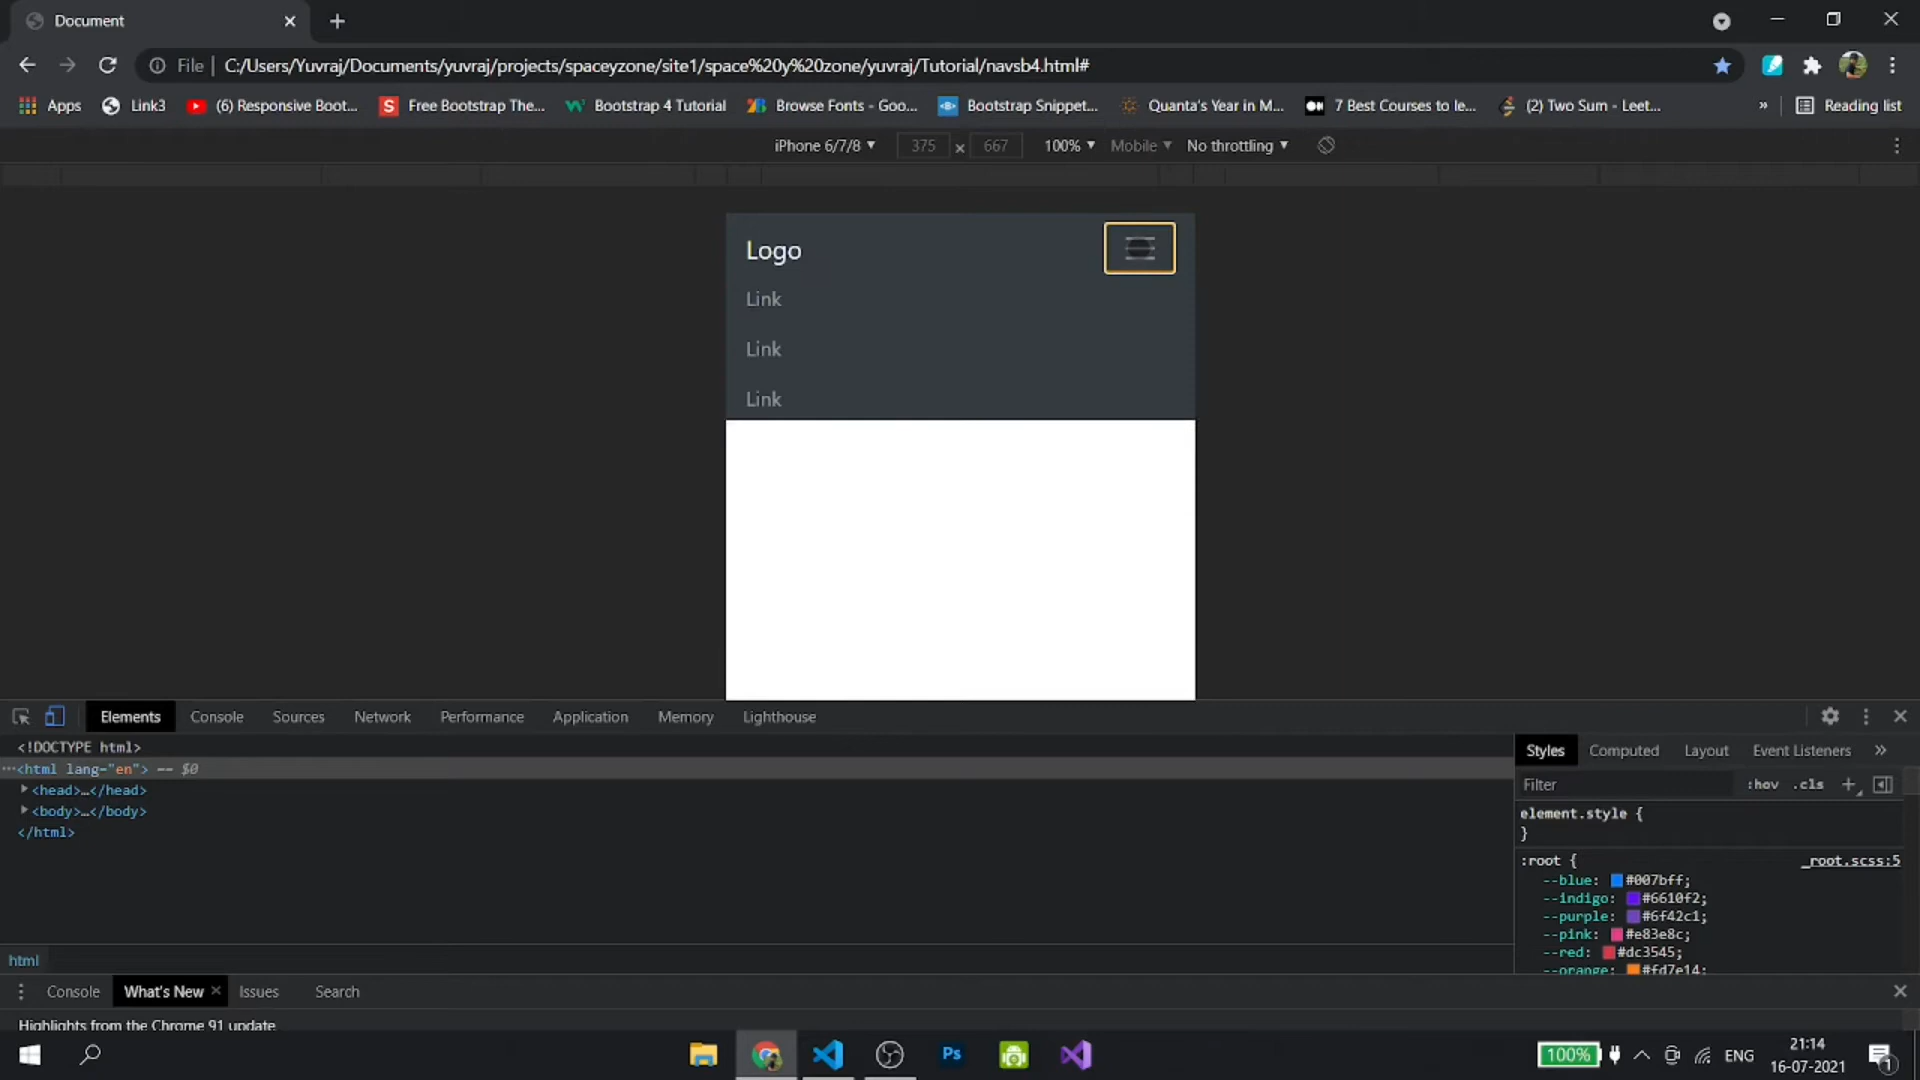 Document
File C:/Users/Yuvraj/Documents/yuvraj/projects/spaceyzone/site1/space%20y%20zone/yuvraj/Tutorial/navsb4.html#
Apps Link3 (6) Responsive Boot... Free Bootstrap The... Bootstrap 4 Tutorial Browse Fonts - Goo... Bootstrap Snippet... Quanta's Year in M... 7 Best Courses to le... (2) Two Sum - Leet... » Reading list
iPhone 6/7/8 ▼ 375 x 667 100% ▼ Mobile ▼ No throttling ▼
Logo
Link
Link
Link
Elements Console Sources Network Performance Application Memory Lighthouse
<!DOCTYPE html>
<html lang="en"> -- $0
<head>…</head>
<body>…</body>
</html>
html
Styles Computed Layout Event Listeners »
Filter :hov .cls +
element.style {
}
:root { _root.scss:5
--blue: #007bff;
--indigo: #6610f2;
--purple: #6f42c1;
--pink: #e83e8c;
--red: #dc3545;
--orange: #fd7e14;
Console What's New Issues Search
Highlights from the Chrome 91 update
Ps
100% ENG 21:14
16-07-2021
1